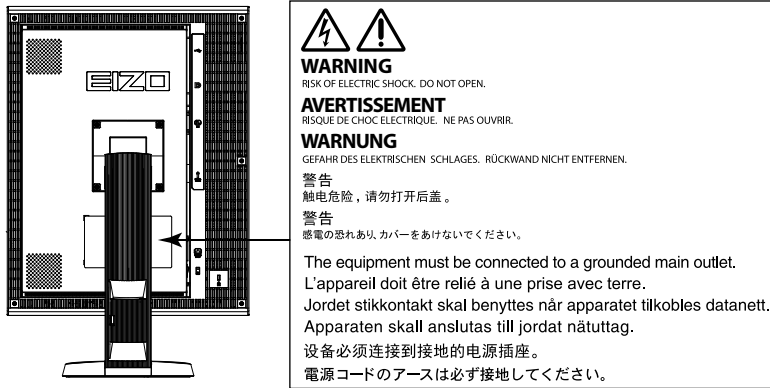 EIZO
WARNING
RISK OF ELECTRIC SHOCK. DO NOT OPEN.
AVERTISSEMENT
RISQUE DE CHOC ELECTRIQUE. NE PAS OUVRIR.
WARNUNG
GEFAHR DES ELEKTRISCHEN SCHLAGES. RÜCKWAND NICHT ENTFERNEN.
警告
触电危险，请勿打开后盖。
警告
感電の恐れあり、カバーをあけないでください。
The equipment must be connected to a grounded main outlet.
L'appareil doit être relié à une prise avec terre.
Jordet stikkontakt skal benyttes når apparatet tilkobles datanett.
Apparaten skall anslutas till jordat nätuttag.
设备必须连接到接地的电源插座。
電源コードのアースは必ず接地してください。